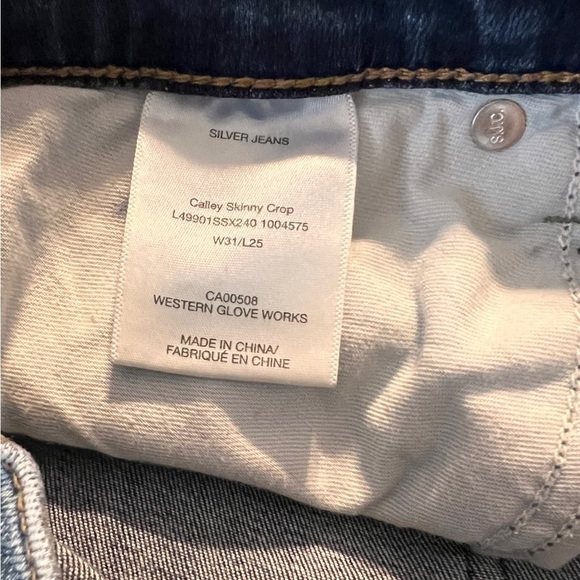 SILVER JEANS
Calley Skinny Crop
L49901SSX240 1004575
W31/L25
CA00508
WESTERN GLOVE WORKS
MADE IN CHINA/
FABRIQUÉ EN CHINE